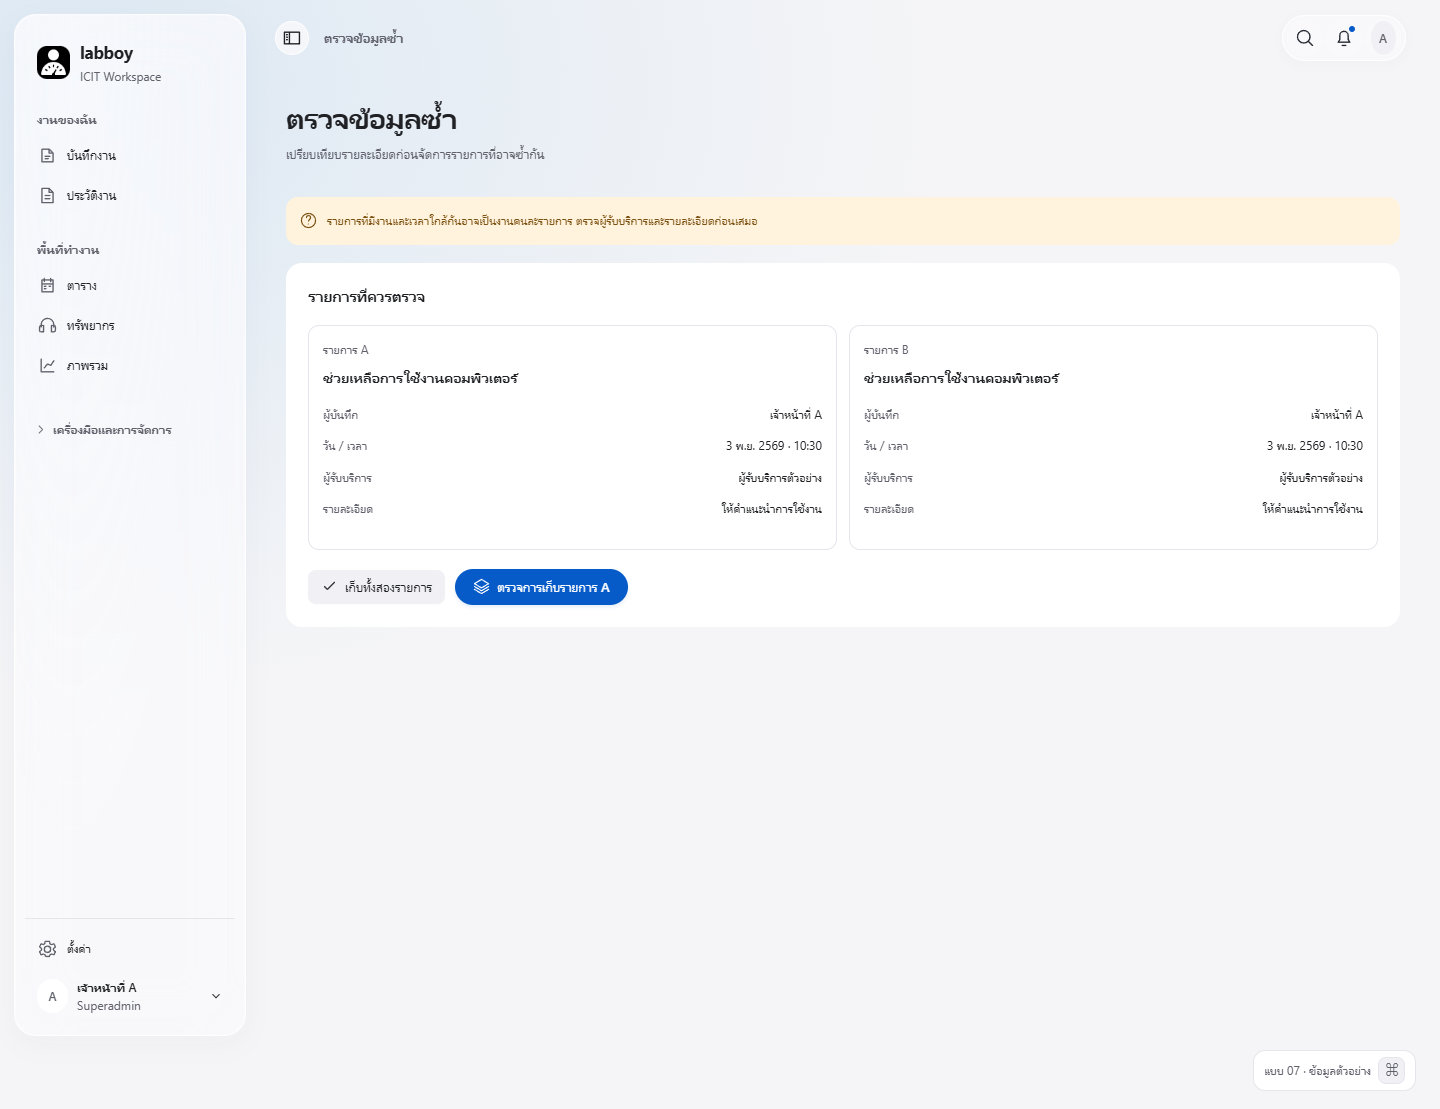 labboy
ICIT Workspace
งานของฉัน
บันทึกงาน
ประวัติงาน
พื้นที่ทำงาน
ตาราง
ทรัพยากร
ภาพรวม
เครื่องมือและการจัดการ
ตั้งค่า
A
เจ้าหน้าที่ A
Superadmin
ตรวจข้อมูลซ้ำ
A
ตรวจข้อมูลซ้ำ
เปรียบเทียบรายละเอียดก่อนจัดการรายการที่อาจซ้ำกัน
รายการที่มีงานและเวลาใกล้กันอาจเป็นงานคนละรายการ ตรวจผู้รับบริการและรายละเอียดก่อนเสมอ
รายการที่ควรตรวจ
รายการ A
ช่วยเหลือการใช้งานคอมพิวเตอร์
ผู้บันทึก เจ้าหน้าที่ A
วัน / เวลา 3 พ.ย. 2569 · 10:30
ผู้รับบริการ ผู้รับบริการตัวอย่าง
รายละเอียด ให้คำแนะนำการใช้งาน
รายการ B
ช่วยเหลือการใช้งานคอมพิวเตอร์
ผู้บันทึก เจ้าหน้าที่ A
วัน / เวลา 3 พ.ย. 2569 · 10:30
ผู้รับบริการ ผู้รับบริการตัวอย่าง
รายละเอียด ให้คำแนะนำการใช้งาน
เก็บทั้งสองรายการ
ตรวจการเก็บรายการ A
แบบ 07 · ข้อมูลตัวอย่าง ⌘